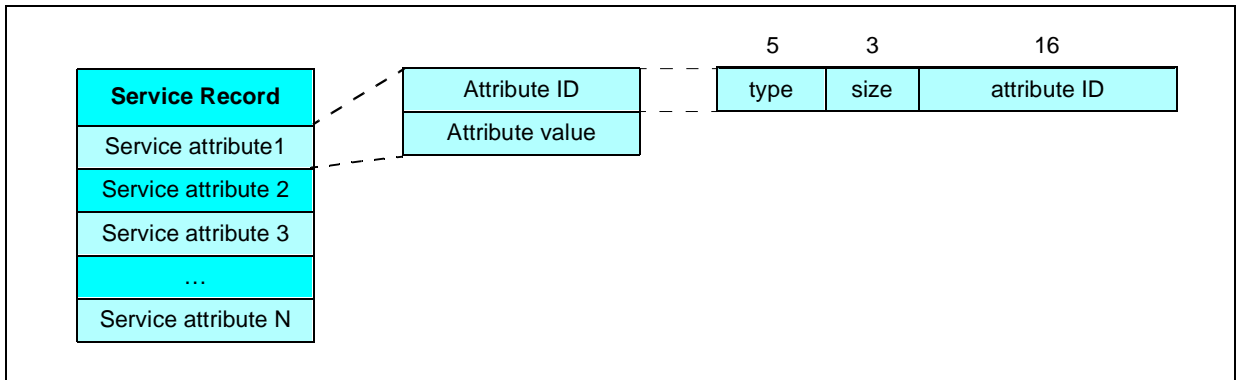 5 3 16
Service Record
Attribute ID
type size attribute ID
Service attribute1
Attribute value
Service attribute 2
Service attribute 3
…
Service attribute N